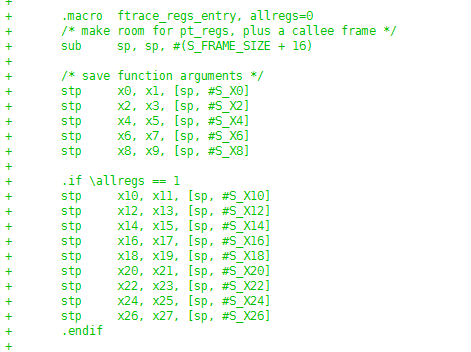 +
+	.macro	ftrace_regs_entry, allregs=0
+	/* make room for pt_regs, plus a callee frame */
+	sub	sp, sp, #(S_FRAME_SIZE + 16)
+
+	/* save function arguments */
+	stp	x0, x1, [sp, #S_X0]
+	stp	x2, x3, [sp, #S_X2]
+	stp	x4, x5, [sp, #S_X4]
+	stp	x6, x7, [sp, #S_X6]
+	stp	x8, x9, [sp, #S_X8]
+
+	.if \allregs == 1
+	stp	x10, x11, [sp, #S_X10]
+	stp	x12, x13, [sp, #S_X12]
+	stp	x14, x15, [sp, #S_X14]
+	stp	x16, x17, [sp, #S_X16]
+	stp	x18, x19, [sp, #S_X18]
+	stp	x20, x21, [sp, #S_X20]
+	stp	x22, x23, [sp, #S_X22]
+	stp	x24, x25, [sp, #S_X24]
+	stp	x26, x27, [sp, #S_X26]
+	.endif
+